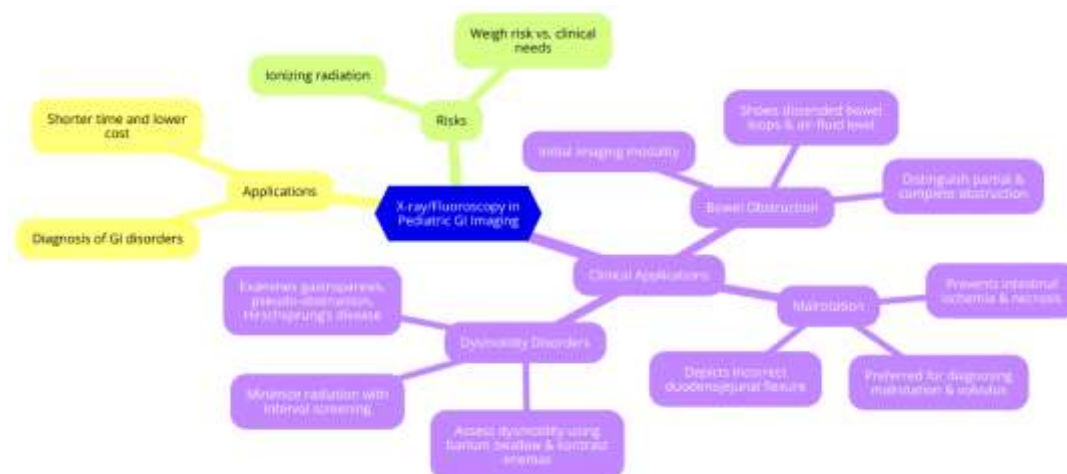 Weigh risk vs. clinical
needs
Ionizing radiation
Risks
Shorter time and lower
cost
Applications
Diagnosis of GI disorders
X-ray/Fluoroscopy in
Pediatric GI Imaging
Shows distended bowel
loops & air-fluid level
Initial imaging modality
Distinguish partial &
complete obstruction
Bowel Obstruction
Clinical Applications
Prevents intestinal
ischemia & necrosis
Malrotation
Depicts incorrect
duodenojejunal flexure
Preferred for diagnosing
malrotation & volvulus
Examines gastroparesis,
pseudo-obstruction,
Hirschsprung's disease
Dysmotility Disorders
Minimize radiation with
interval screening
Assess dysmotility using
barium swallow & contrast
enemas